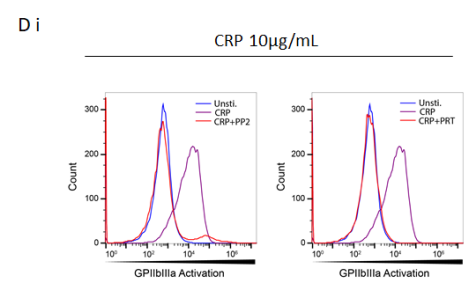 D i
CRP 10µg/mL
Unsti.
CRP
CRP+PP2
300
200
100
0
Count
10⁰ 10² 10⁴ 10⁶
GPIIbIIIa Activation
Unsti.
CRP
CRP+PRT
300
200
100
0
Count
10⁰ 10² 10⁴ 10⁶
GPIIbIIIa Activation